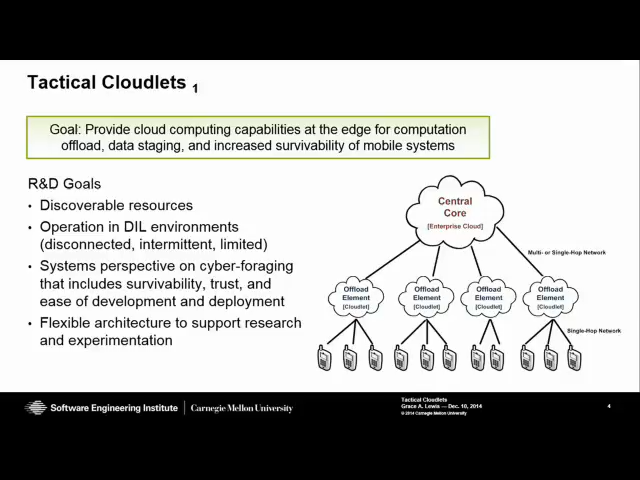 Tactical Cloudlets 1
Goal: Provide cloud computing capabilities at the edge for computation
offload, data staging, and increased survivability of mobile systems
R&D Goals
• Discoverable resources
• Operation in DIL environments
(disconnected, intermittent, limited)
• Systems perspective on cyber-foraging
that includes survivability, trust, and
ease of development and deployment
• Flexible architecture to support research
and experimentation
Central
Core
[Enterprise Cloud]
Multi- or Single-Hop Network
Offload
Element
[Cloudlet]
Offload
Element
[Cloudlet]
Offload
Element
[Cloudlet]
Offload
Element
[Cloudlet]
Single-Hop Network
Software Engineering Institute | Carnegie Mellon University
Tactical Cloudlets
Grace A. Lewis — Dec. 10, 2014
© 2014 Carnegie Mellon University
4